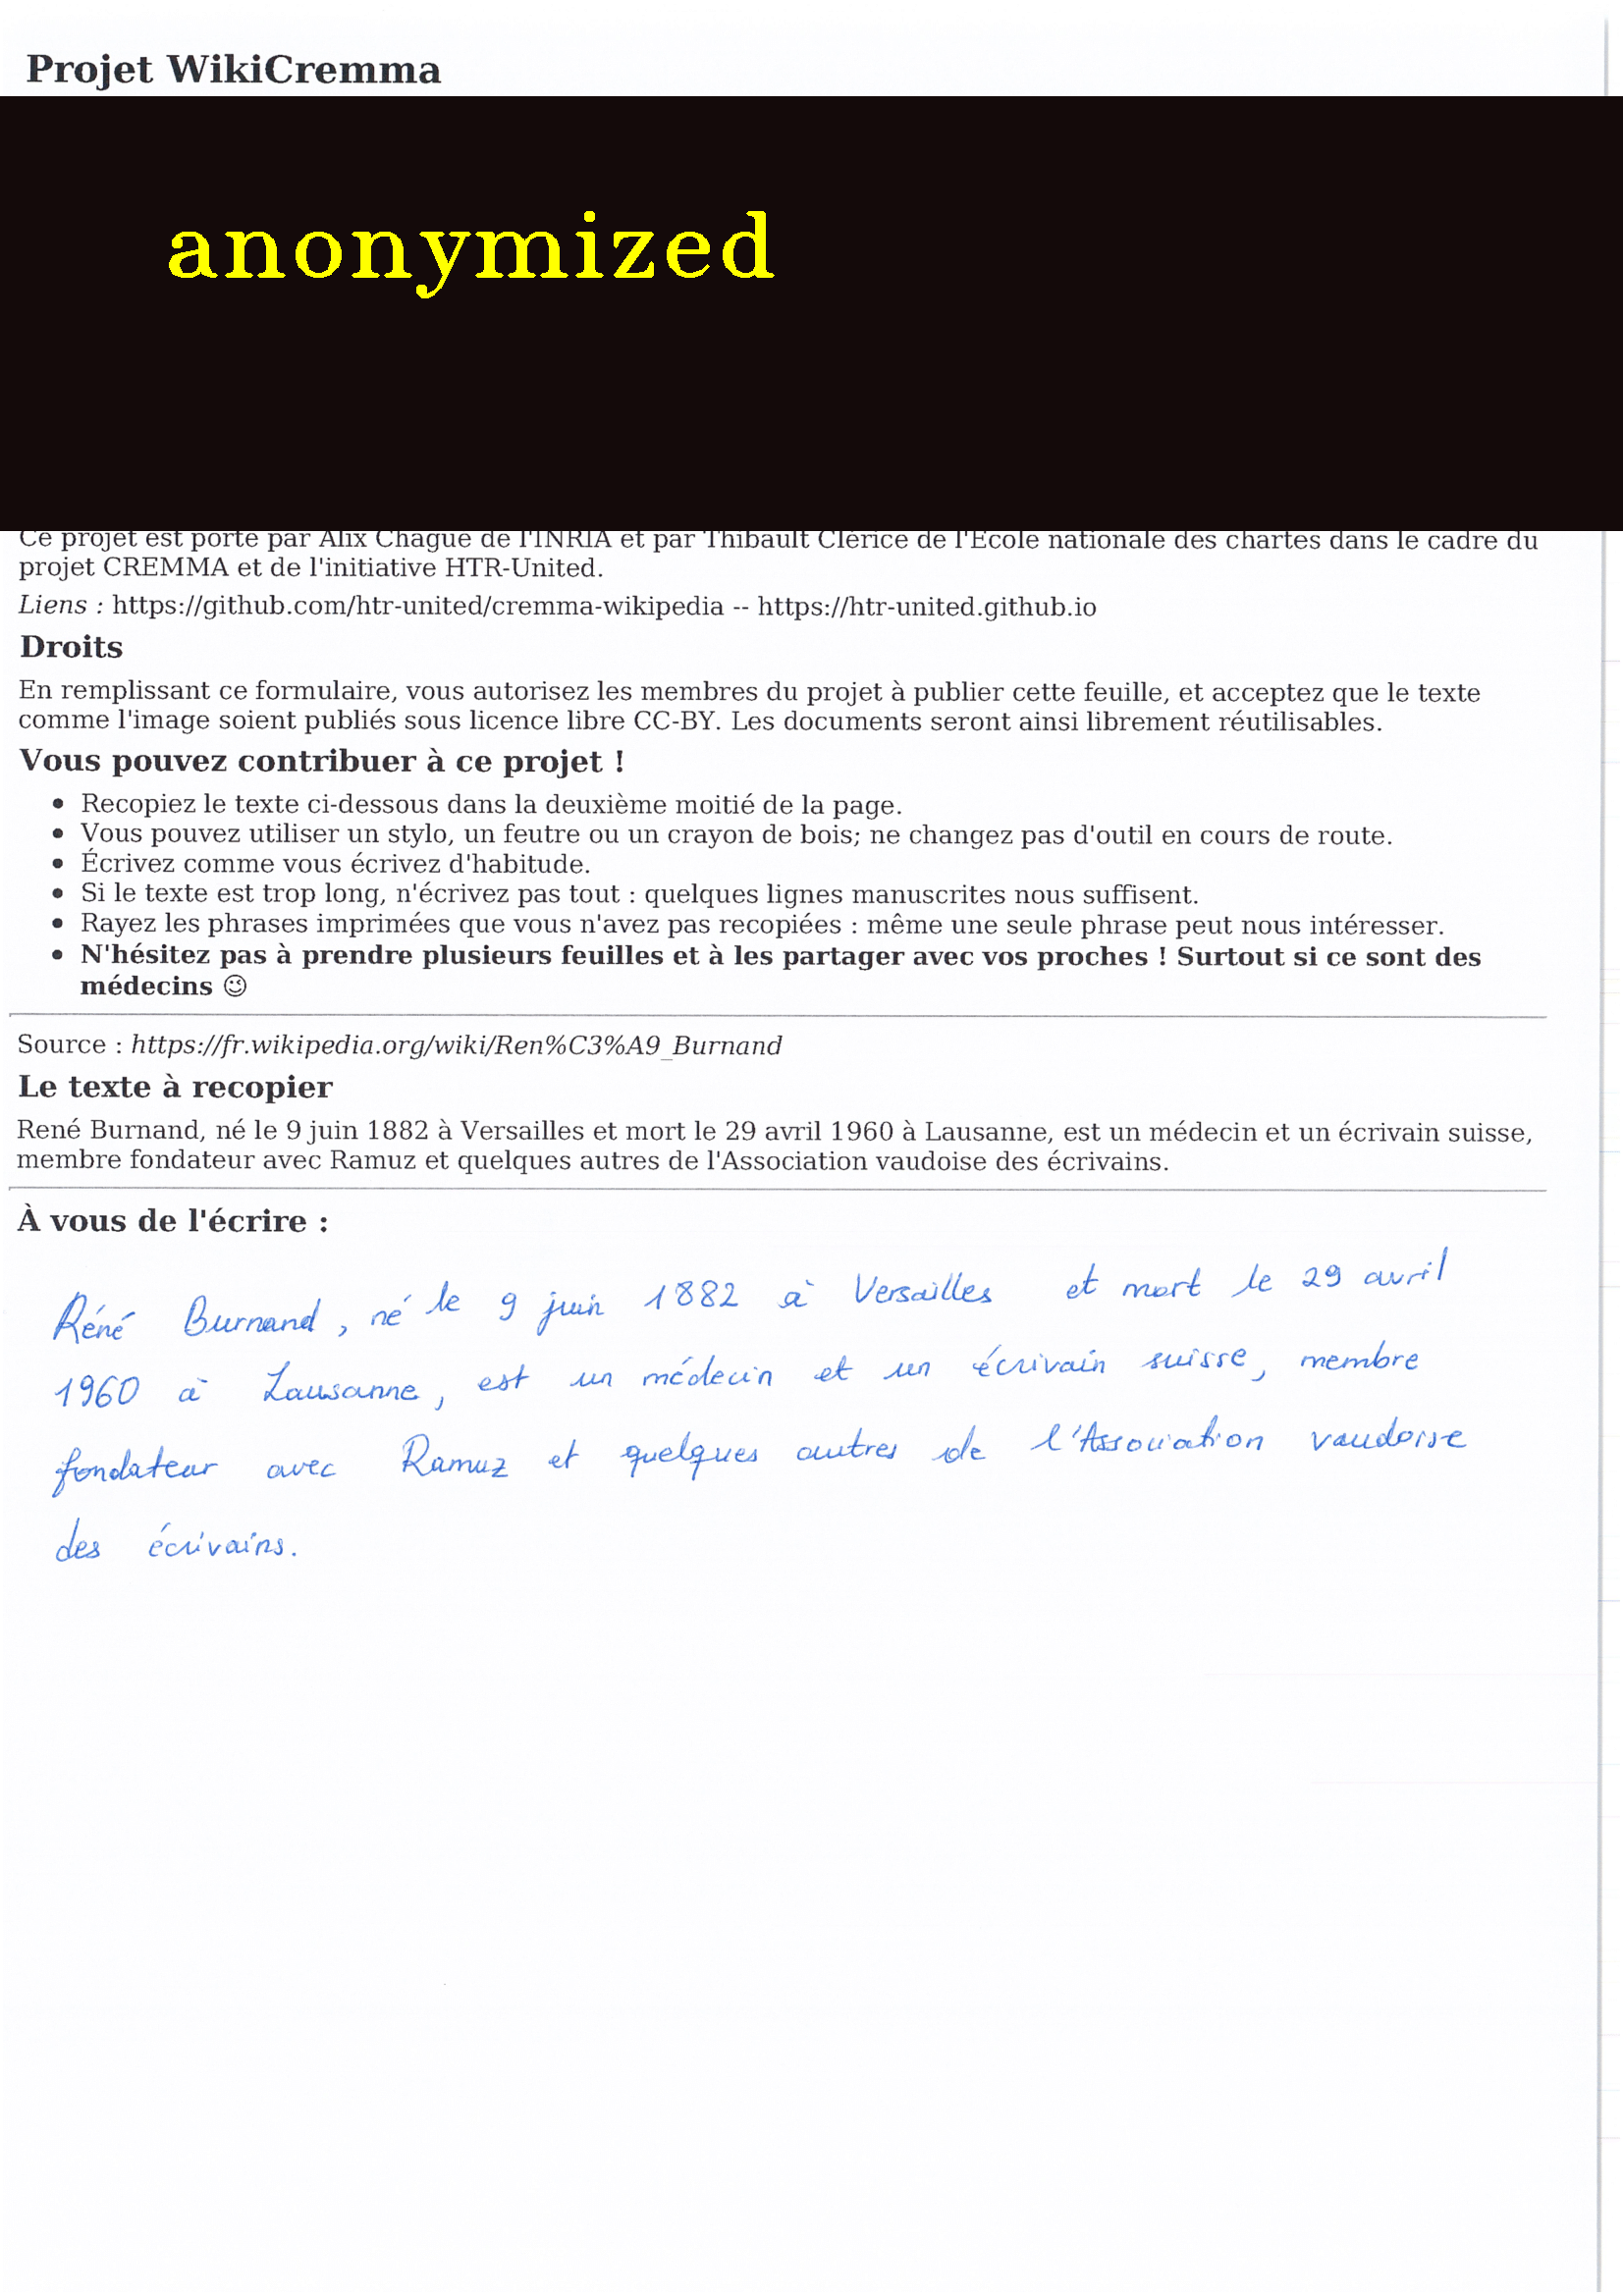 Projet WikiCremma
anonymized
Ce projet est porté par Alix Chagué de l'INRIA et par Thibault Clérice de l'École nationale des chartes dans le cadre du
projet CREMMA et de l'initiative HTR-United.
Liens : https://github.com/htr-united/cremma-wikipedia -- https://htr-united.github.io
Droits
En remplissant ce formulaire, vous autorisez les membres du projet à publier cette feuille, et acceptez que le texte
comme l'image soient publiés sous licence libre CC-BY. Les documents seront ainsi librement réutilisables.
Vous pouvez contribuer à ce projet !
• Recopiez le texte ci-dessous dans la deuxième moitié de la page.
• Vous pouvez utiliser un stylo, un feutre ou un crayon de bois; ne changez pas d'outil en cours de route.
• Écrivez comme vous écrivez d'habitude.
• Si le texte est trop long, n'écrivez pas tout : quelques lignes manuscrites nous suffisent.
• Rayez les phrases imprimées que vous n'avez pas recopiées : même une seule phrase peut nous intéresser.
• N'hésitez pas à prendre plusieurs feuilles et à les partager avec vos proches ! Surtout si ce sont des
médecins ☺
Source : https://fr.wikipedia.org/wiki/Ren%C3%A9_Burnand
Le texte à recopier
René Burnand, né le 9 juin 1882 à Versailles et mort le 29 avril 1960 à Lausanne, est un médecin et un écrivain suisse,
membre fondateur avec Ramuz et quelques autres de l'Association vaudoise des écrivains.
À vous de l'écrire :
Réné Burnand, né le 9 juin 1882 à Versailles et mort le 29 avril
1960 à Lausanne, est un médecin et un écrivain suisse, membre
fondateur avec Ramuz et quelques autres de l'Association vaudoise
des écrivains.